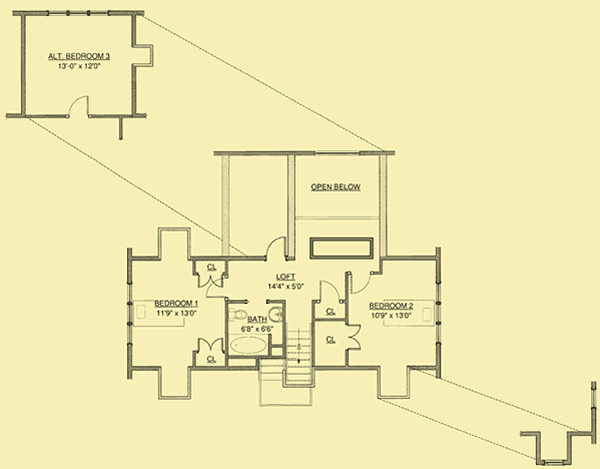 ALT. BEDROOM 3
13'-0" x 12'0"
OPEN BELOW
CL
LOFT
14'4" x 5'0"
BEDROOM 1
11'9" x 13'0"
CL
BEDROOM 2
10'9" x 13'0"
BATH
6'8" x 6'6"
CL
CL